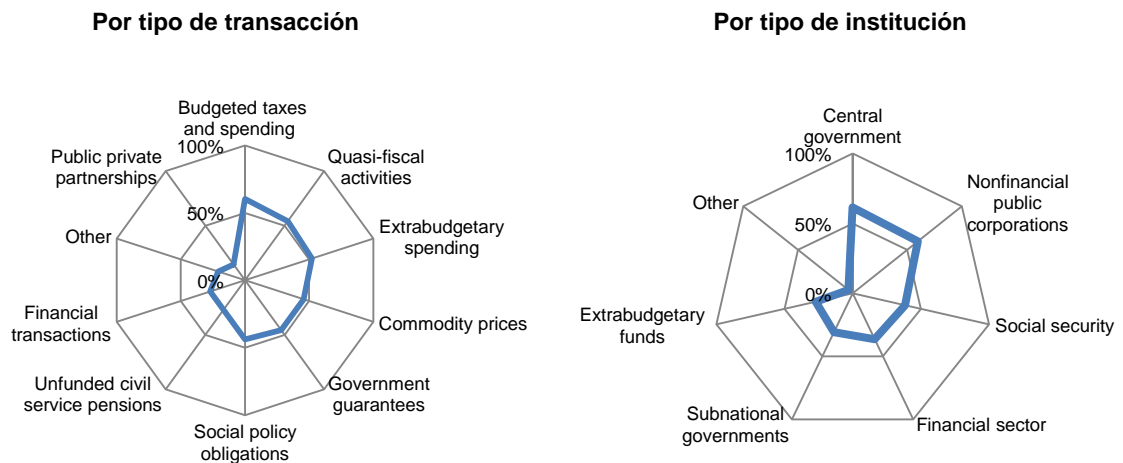 Por tipo de transacción
Budgeted taxes
and spending
100%
Quasi-fiscal
activities
Extrabudgetary
spending
Commodity prices
Government
guarantees
Social policy
obligations
Unfunded civil
service pensions
Financial
transactions
Other
Public private
partnerships
50%
0%
Por tipo de institución
Central
government
100%
Nonfinancial
public
corporations
Social security
Financial sector
Subnational
governments
Extrabudgetary
funds
Other
50%
0%